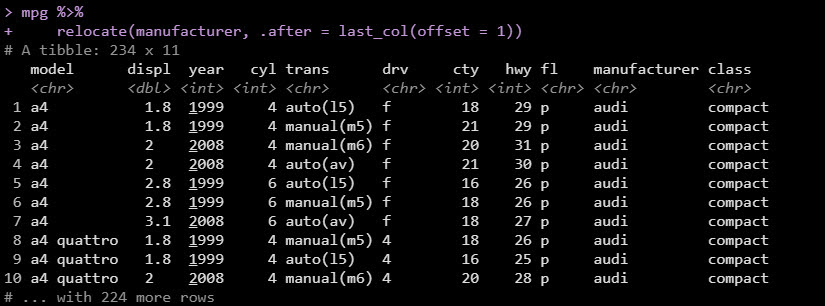 > mpg %>%
+     relocate(manufacturer, .after = last_col(offset = 1))
# A tibble: 234 x 11
   model      displ  year   cyl trans      drv     cty   hwy fl    manufacturer class
   <chr>      <dbl> <int> <int> <chr>      <chr> <int> <int> <chr> <chr>        <chr>
 1 a4           1.8  1999     4 auto(l5)   f        18    29 p     audi         compact
 2 a4           1.8  1999     4 manual(m5) f        21    29 p     audi         compact
 3 a4           2    2008     4 manual(m6) f        20    31 p     audi         compact
 4 a4           2    2008     4 auto(av)   f        21    30 p     audi         compact
 5 a4           2.8  1999     6 auto(l5)   f        16    26 p     audi         compact
 6 a4           2.8  1999     6 manual(m5) f        18    26 p     audi         compact
 7 a4           3.1  2008     6 auto(av)   f        18    27 p     audi         compact
 8 a4 quattro   1.8  1999     4 manual(m5) 4        18    26 p     audi         compact
 9 a4 quattro   1.8  1999     4 auto(l5)   4        16    25 p     audi         compact
10 a4 quattro   2    2008     4 manual(m6) 4        20    28 p     audi         compact
# ... with 224 more rows